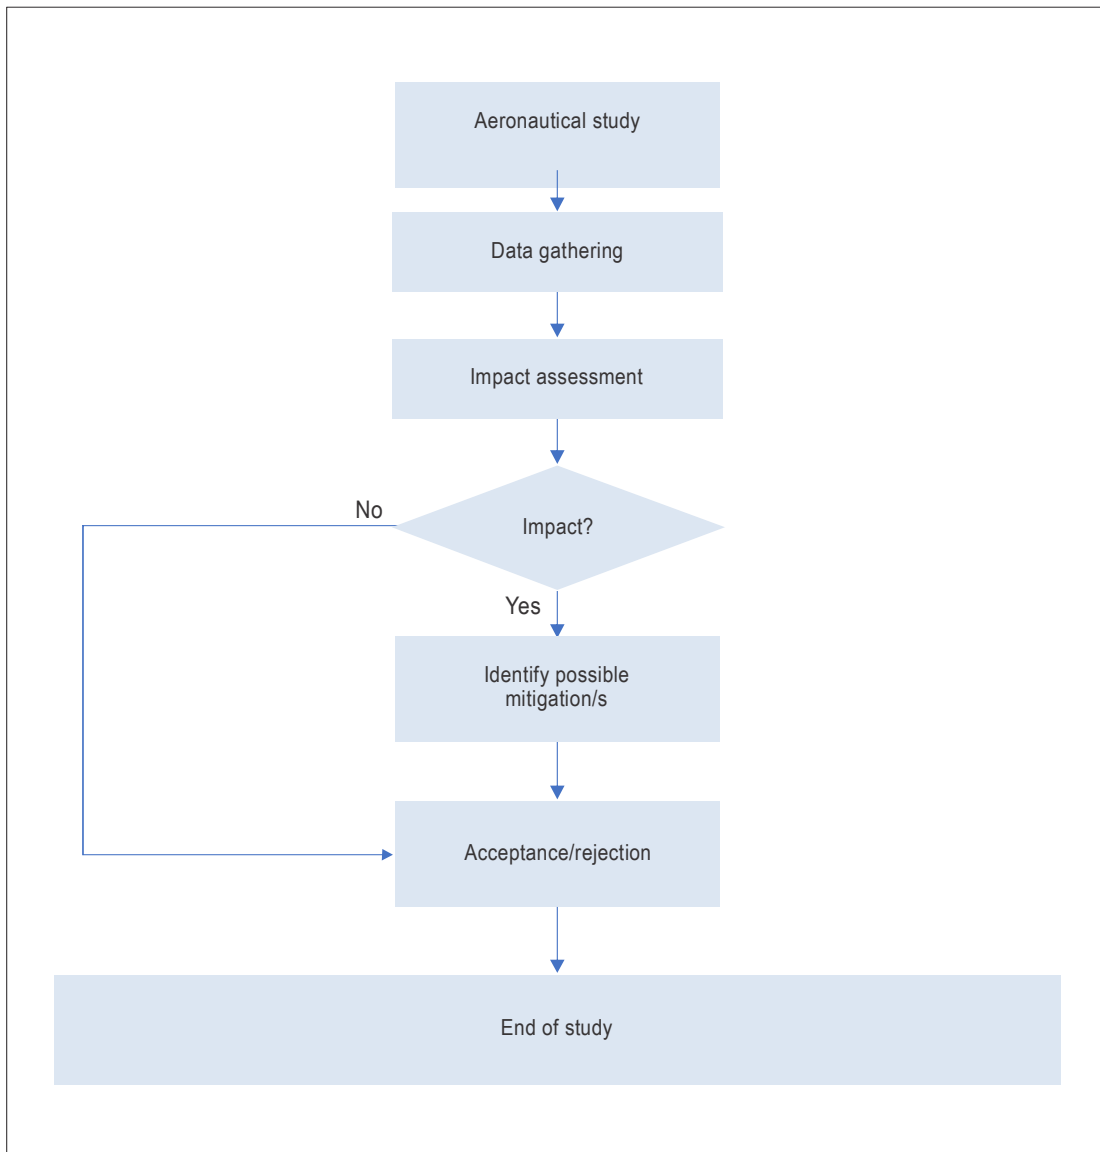 Aeronautical study
Data gathering
Impact assessment
No
Impact?
Yes
Identify possible
mitigation/s
Acceptance/rejection
End of study